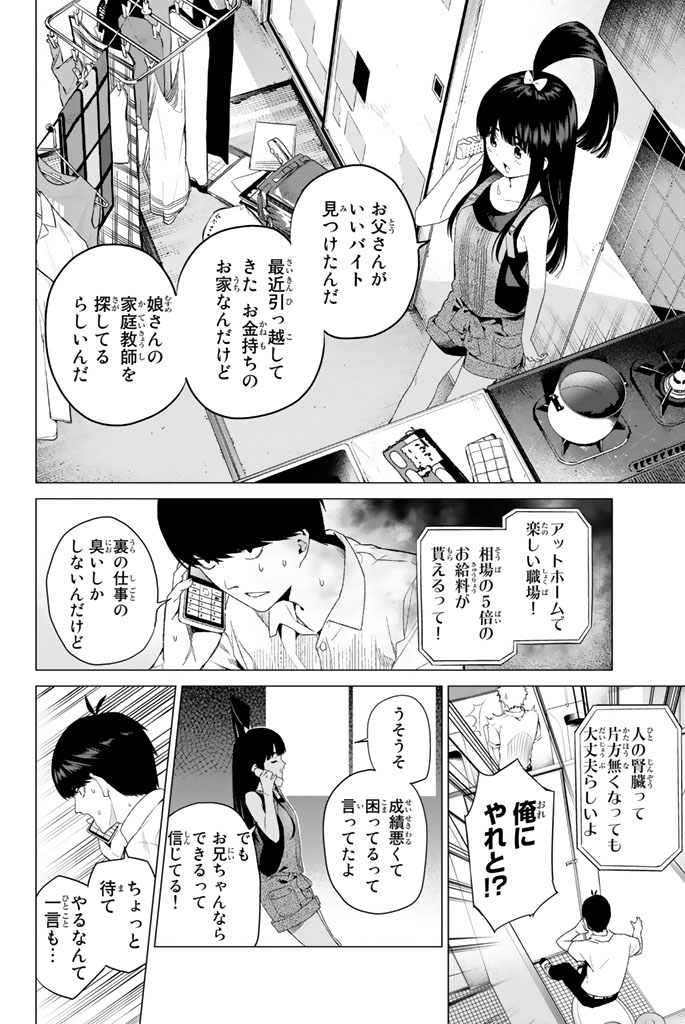 お父さんが
いいバイト
見つけたんだ
最近引っ越して
きた お金持ちの
お家なんだけど
娘さんの
家庭教師を
探してる
らしいんだ
アットホームで
楽しい職場！
相場の5倍の
お給料が
貰えるって！
裏の仕事の
臭いしか
しないんだけど
人の腎臓って
片方無くなっても
大丈夫らしいよ
俺に
やれと!?
うそうそ
成績悪くて
困ってるって
言ってたよ
でも
お兄ちゃんなら
できるって
信じてる！
ちょっと
待て
やるなんて
一言も…